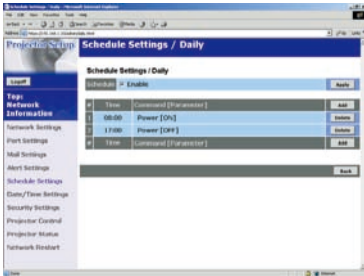 Projector Setup
Schedule Settings / Daily
Schedule Settings / Daily
Schedule Enable Apply
Logoff
Top:
Network
Information
# Time Command [Parameter] Add
1 08:00 Power [ON] Delete
2 17:00 Power [OFF] Delete
# Time Command [Parameter] Add
Back
Network Settings
Port Settings
Mail Settings
Alert Settings
Schedule Settings
Date/Time Settings
Security Settings
Projector Control
Projector Status
Network Restart